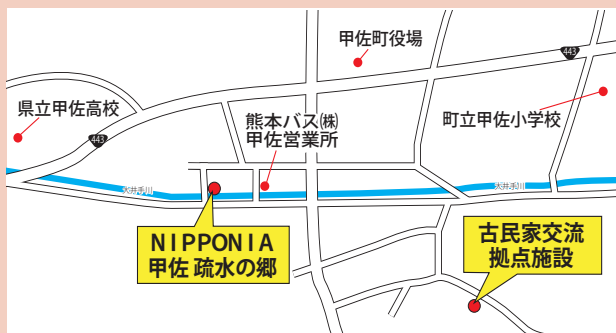 甲佐町役場
443
県立甲佐高校
443
熊本バス㈱
甲佐営業所
町立甲佐小学校
大井手川
大井手川
NIPPONIA
甲佐 疏水の郷
古民家交流
拠点施設